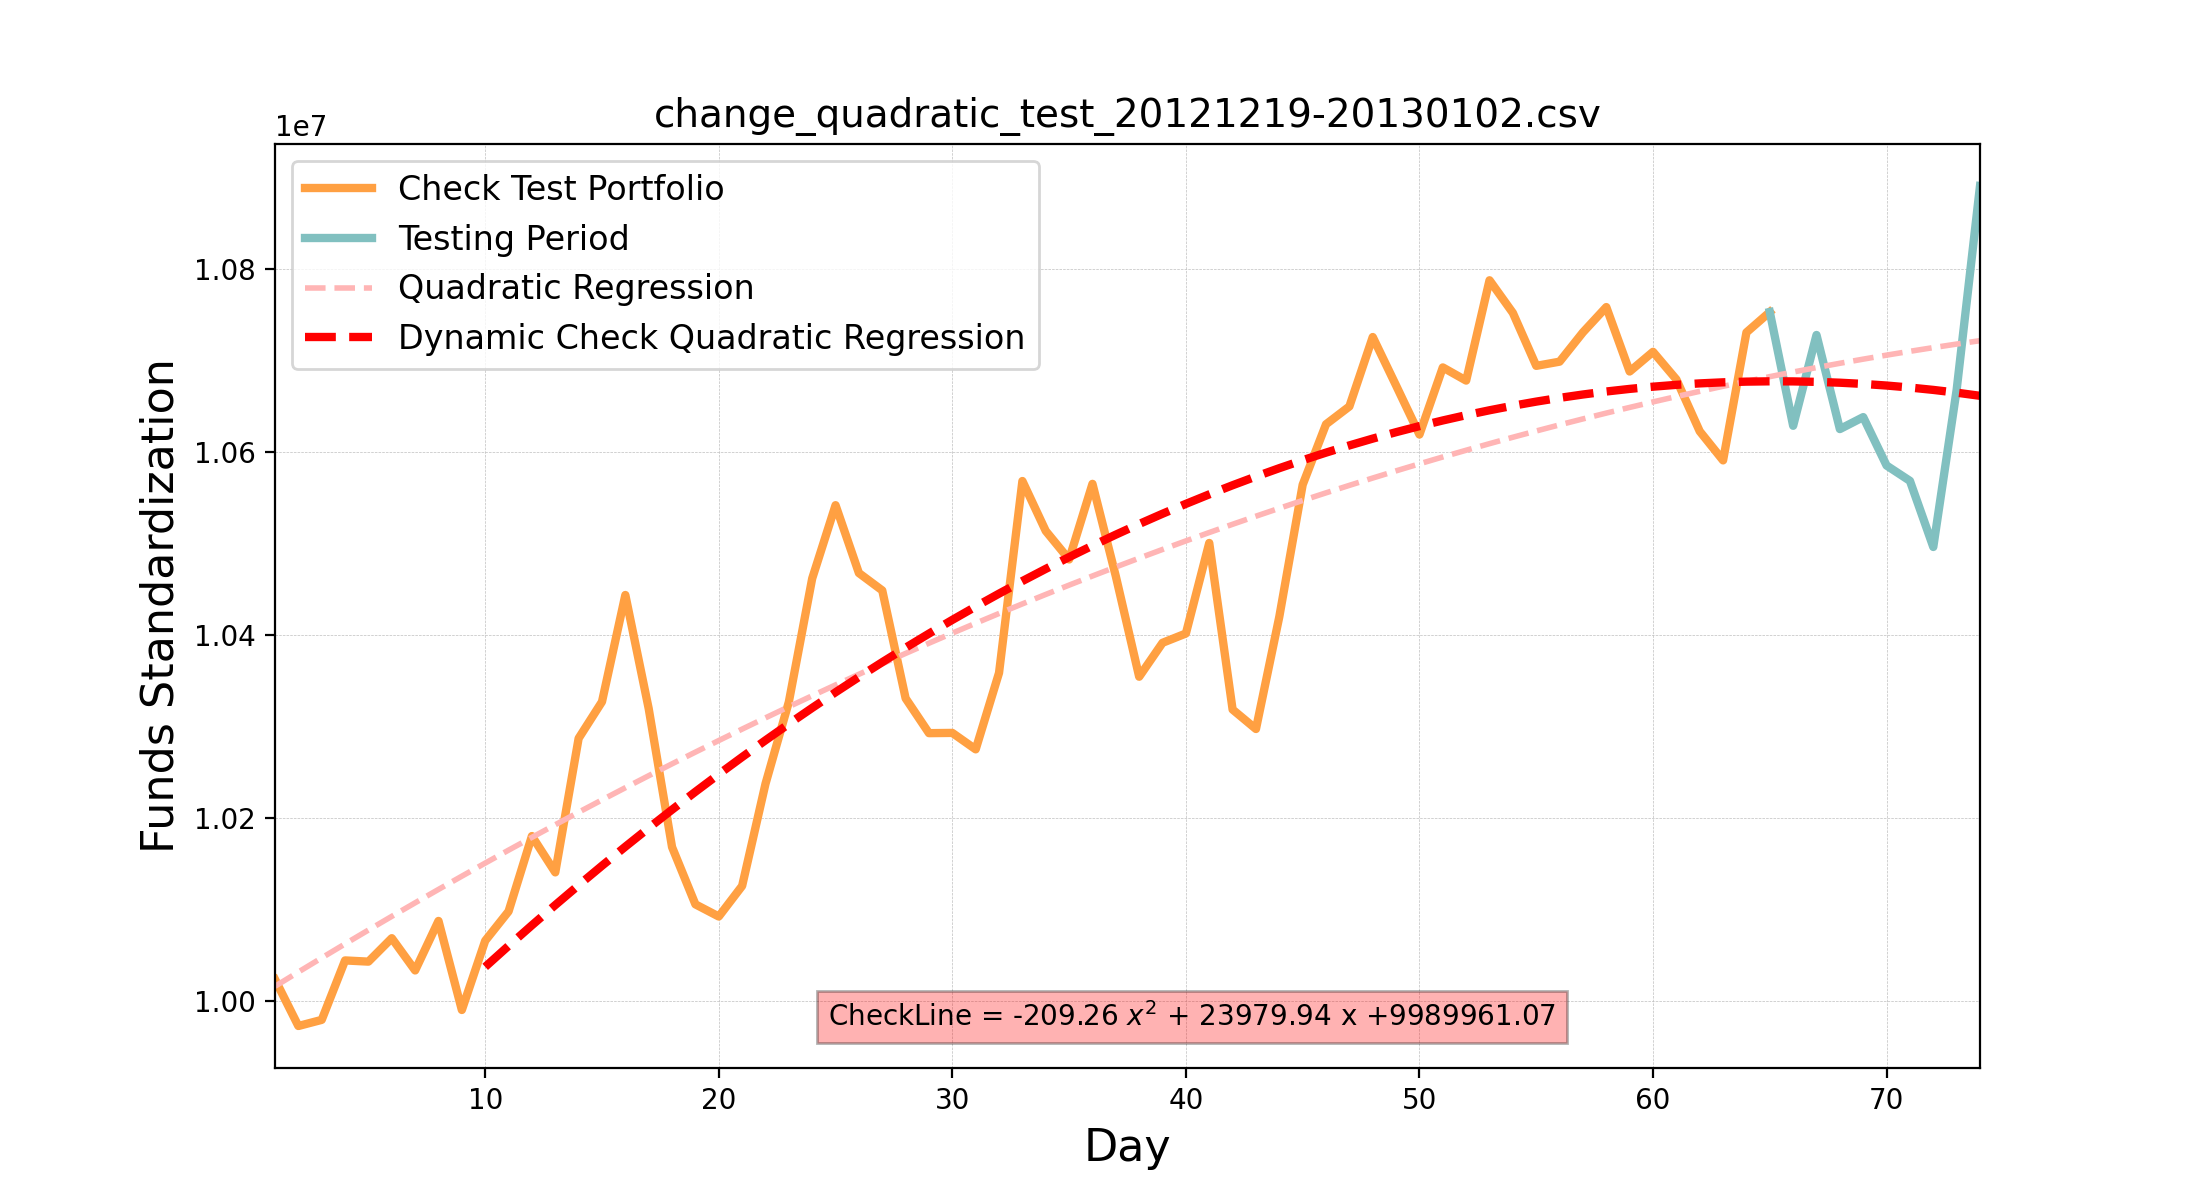 change_quadratic_test_20121219-20130102.csv
1e7
Check Test Portfolio
Testing Period
Quadratic Regression
Dynamic Check Quadratic Regression
1.08
1.06
1.04
1.02
1.00
Funds Standardization
CheckLine = -209.26 x² + 23979.94 x +9989961.07
10 20 30 40 50 60 70
Day